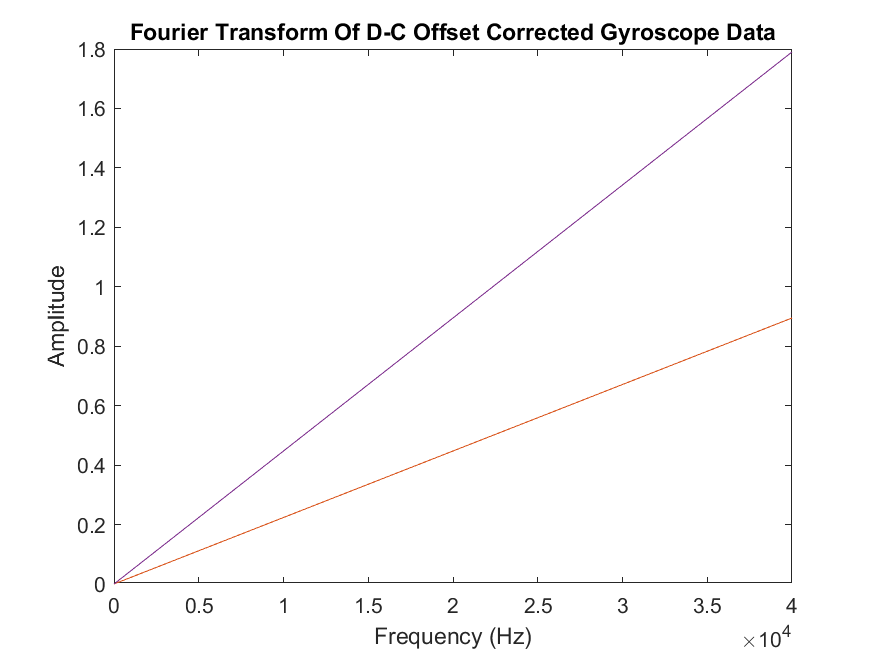 Fourier Transform Of D-C Offset Corrected Gyroscope Data
1.8
1.6
1.4
1.2
1
0.8
0.6
0.4
0.2
0
Amplitude
0 0.5 1 1.5 2 2.5 3 3.5 4
Frequency (Hz)
×10⁴